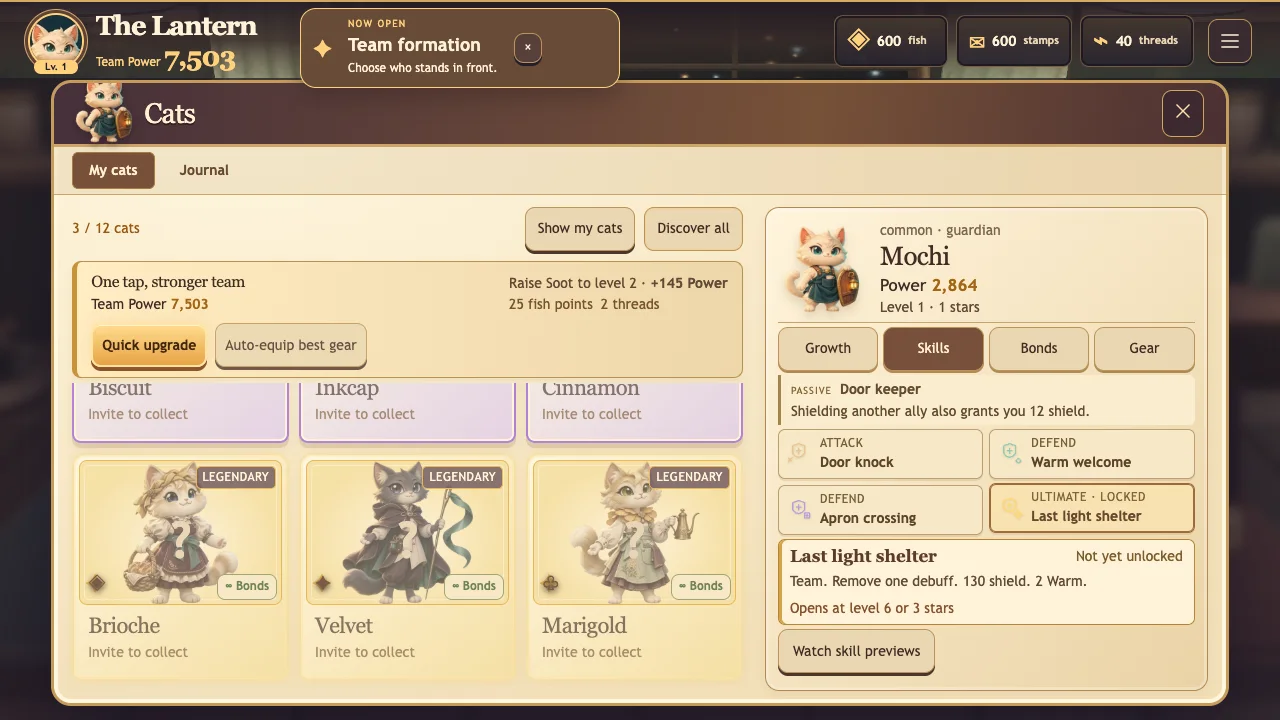 The Lantern
Team Power 7,503
Lv. 1
NOW OPEN
Team formation
Choose who stands in front.
×
600 fish
600 stamps
40 threads
Cats
My cats
Journal
3 / 12 cats
Show my cats
Discover all
One tap, stronger team
Team Power 7,503
Raise Soot to level 2 · +145 Power
25 fish points 2 threads
Quick upgrade
Auto-equip best gear
Biscuit
Invite to collect
Inkcap
Invite to collect
Cinnamon
Invite to collect
LEGENDARY
∞ Bonds
Brioche
Invite to collect
LEGENDARY
∞ Bonds
Velvet
Invite to collect
LEGENDARY
∞ Bonds
Marigold
Invite to collect
common · guardian
Mochi
Power 2,864
Level 1 · 1 stars
Growth
Skills
Bonds
Gear
PASSIVE Door keeper
Shielding another ally also grants you 12 shield.
ATTACK
Door knock
DEFEND
Warm welcome
DEFEND
Apron crossing
ULTIMATE · LOCKED
Last light shelter
Last light shelter
Not yet unlocked
Team. Remove one debuff. 130 shield. 2 Warm.
Opens at level 6 or 3 stars
Watch skill previews